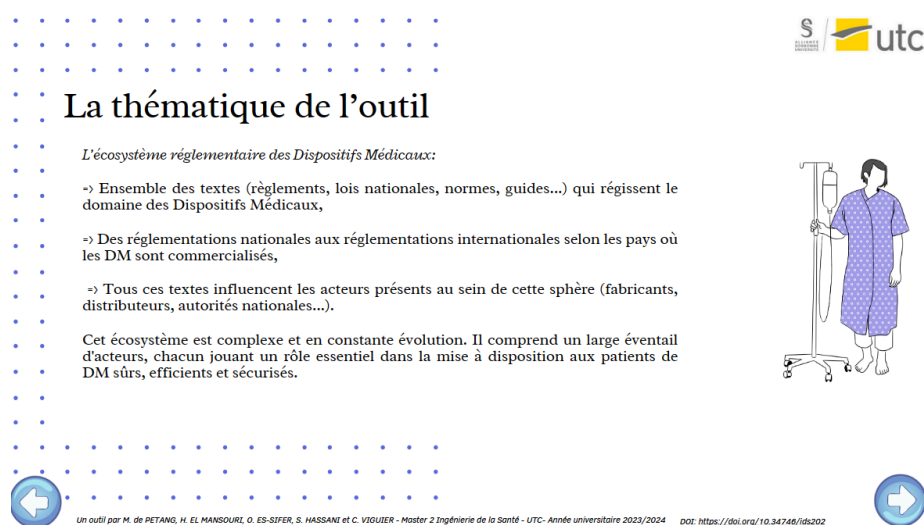 S
ALLIANCE
SORBONNE
UNIVERSITÉ
utc
La thématique de l'outil
L'écosystème réglementaire des Dispositifs Médicaux:
=> Ensemble des textes (règlements, lois nationales, normes, guides...) qui régissent le
domaine des Dispositifs Médicaux,
=> Des réglementations nationales aux réglementations internationales selon les pays où
les DM sont commercialisés,
=> Tous ces textes influencent les acteurs présents au sein de cette sphère (fabricants,
distributeurs, autorités nationales...).
Cet écosystème est complexe et en constante évolution. Il comprend un large éventail
d'acteurs, chacun jouant un rôle essentiel dans la mise à disposition aux patients de
DM sûrs, efficients et sécurisés.
Un outil par M. de PETANG, H. EL MANSOURI, O. ES-SIFER, S. HASSANI et C. VIGUIER - Master 2 Ingénierie de la Santé - UTC- Année universitaire 2023/2024 DOI: https://doi.org/10.34746/ids202